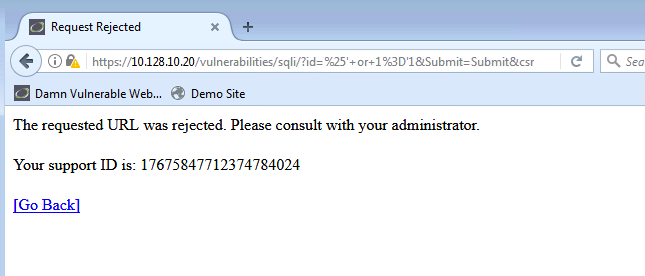 Request Rejected
https://10.128.10.20/vulnerabilities/sqli/?id=%25'+or+1%3D'1&Submit=Submit&csr
Sea
Damn Vulnerable Web... Demo Site
The requested URL was rejected. Please consult with your administrator.
Your support ID is: 17675847712374784024
[Go Back]